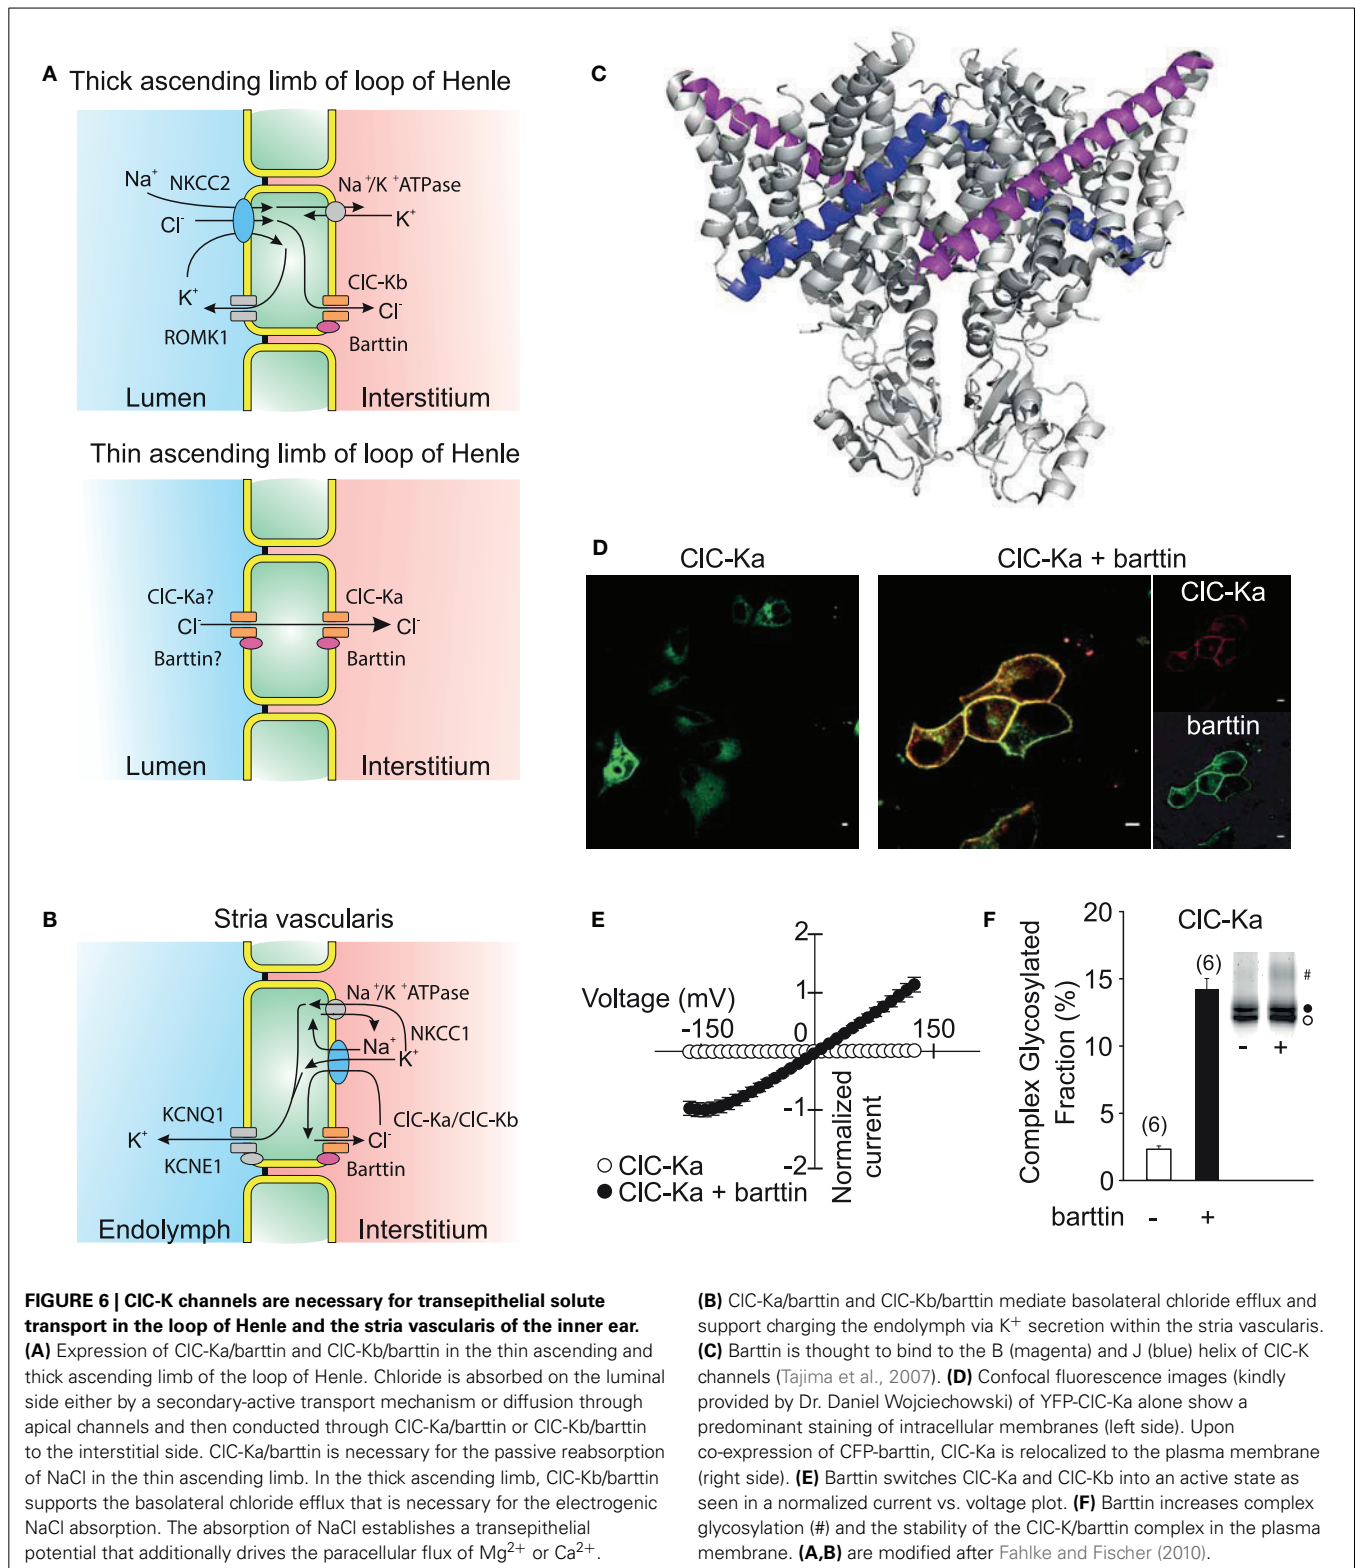 A
Thick ascending limb of loop of Henle
Na+
NKCC2
Na+/K+ATPase
Cl-
K+
K+
ClC-Kb
Cl-
ROMK1
Barttin
Lumen
Interstitium
Thin ascending limb of loop of Henle
ClC-Ka?
ClC-Ka
Cl-
Cl-
Barttin?
Barttin
Lumen
Interstitium
B
Stria vascularis
Na+/K+ATPase
NKCC1
Na+
K+
KCNQ1
ClC-Ka/ClC-Kb
K+
Cl-
KCNE1
Barttin
Endolymph
Interstitium
C
D
ClC-Ka
ClC-Ka + barttin
ClC-Ka
barttin
E
2
1
Voltage (mV)
-150
0
150
-1
-2
Normalized
current
ClC-Ka
ClC-Ka + barttin
F
ClC-Ka
20
15
10
5
0
Complex Glycosylated
Fraction (%)
(6)
(6)
#
- +
barttin - +
FIGURE 6 | ClC-K channels are necessary for transepithelial solute
transport in the loop of Henle and the stria vascularis of the inner ear.
(A) Expression of ClC-Ka/barttin and ClC-Kb/barttin in the thin ascending and
thick ascending limb of the loop of Henle. Chloride is absorbed on the luminal
side either by a secondary-active transport mechanism or diffusion through
apical channels and then conducted through ClC-Ka/barttin or ClC-Kb/barttin
to the interstitial side. ClC-Ka/barttin is necessary for the passive reabsorption
of NaCl in the thin ascending limb. In the thick ascending limb, ClC-Kb/barttin
supports the basolateral chloride efflux that is necessary for the electrogenic
NaCl absorption. The absorption of NaCl establishes a transepithelial
potential that additionally drives the paracellular flux of Mg2+ or Ca2+.
(B) ClC-Ka/barttin and ClC-Kb/barttin mediate basolateral chloride efflux and
support charging the endolymph via K+ secretion within the stria vascularis.
(C) Barttin is thought to bind to the B (magenta) and J (blue) helix of ClC-K
channels (Tajima et al., 2007). (D) Confocal fluorescence images (kindly
provided by Dr. Daniel Wojciechowski) of YFP-ClC-Ka alone show a
predominant staining of intracellular membranes (left side). Upon
co-expression of CFP-barttin, ClC-Ka is relocalized to the plasma membrane
(right side). (E) Barttin switches ClC-Ka and ClC-Kb into an active state as
seen in a normalized current vs. voltage plot. (F) Barttin increases complex
glycosylation (#) and the stability of the ClC-K/barttin complex in the plasma
membrane. (A,B) are modified after Fahlke and Fischer (2010).